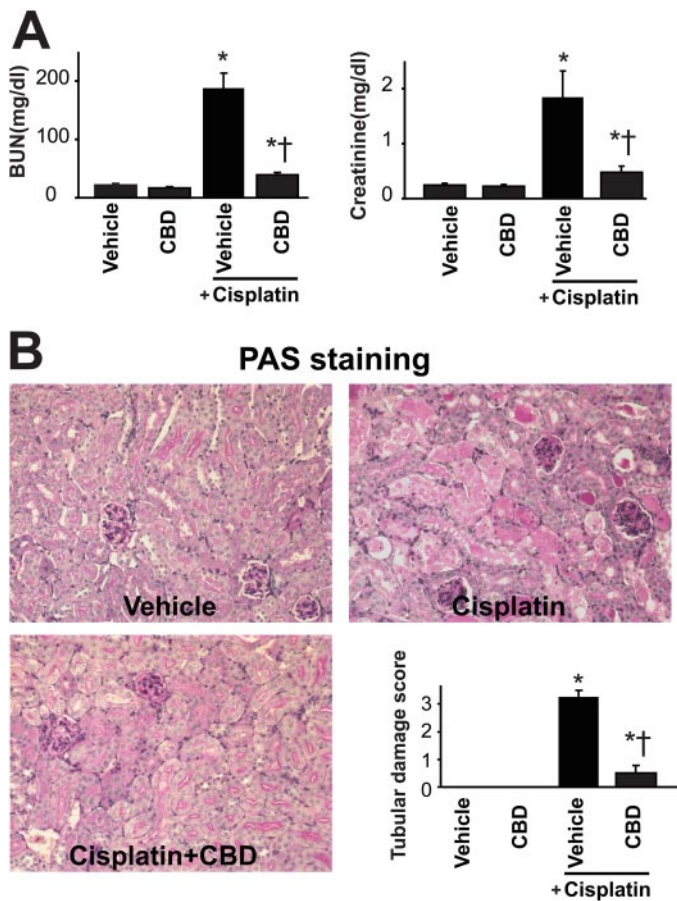 A
BUN(mg/dl)
200
100
0
*
*†
Vehicle
CBD
Vehicle
CBD
+Cisplatin
Creatinine(mg/dl)
2
1
0
*
*†
Vehicle
CBD
Vehicle
CBD
+Cisplatin
B
PAS staining
Vehicle
Cisplatin
Cisplatin+CBD
Tubular damage score
3
2
1
0
*
*†
Vehicle
CBD
Vehicle
CBD
+Cisplatin